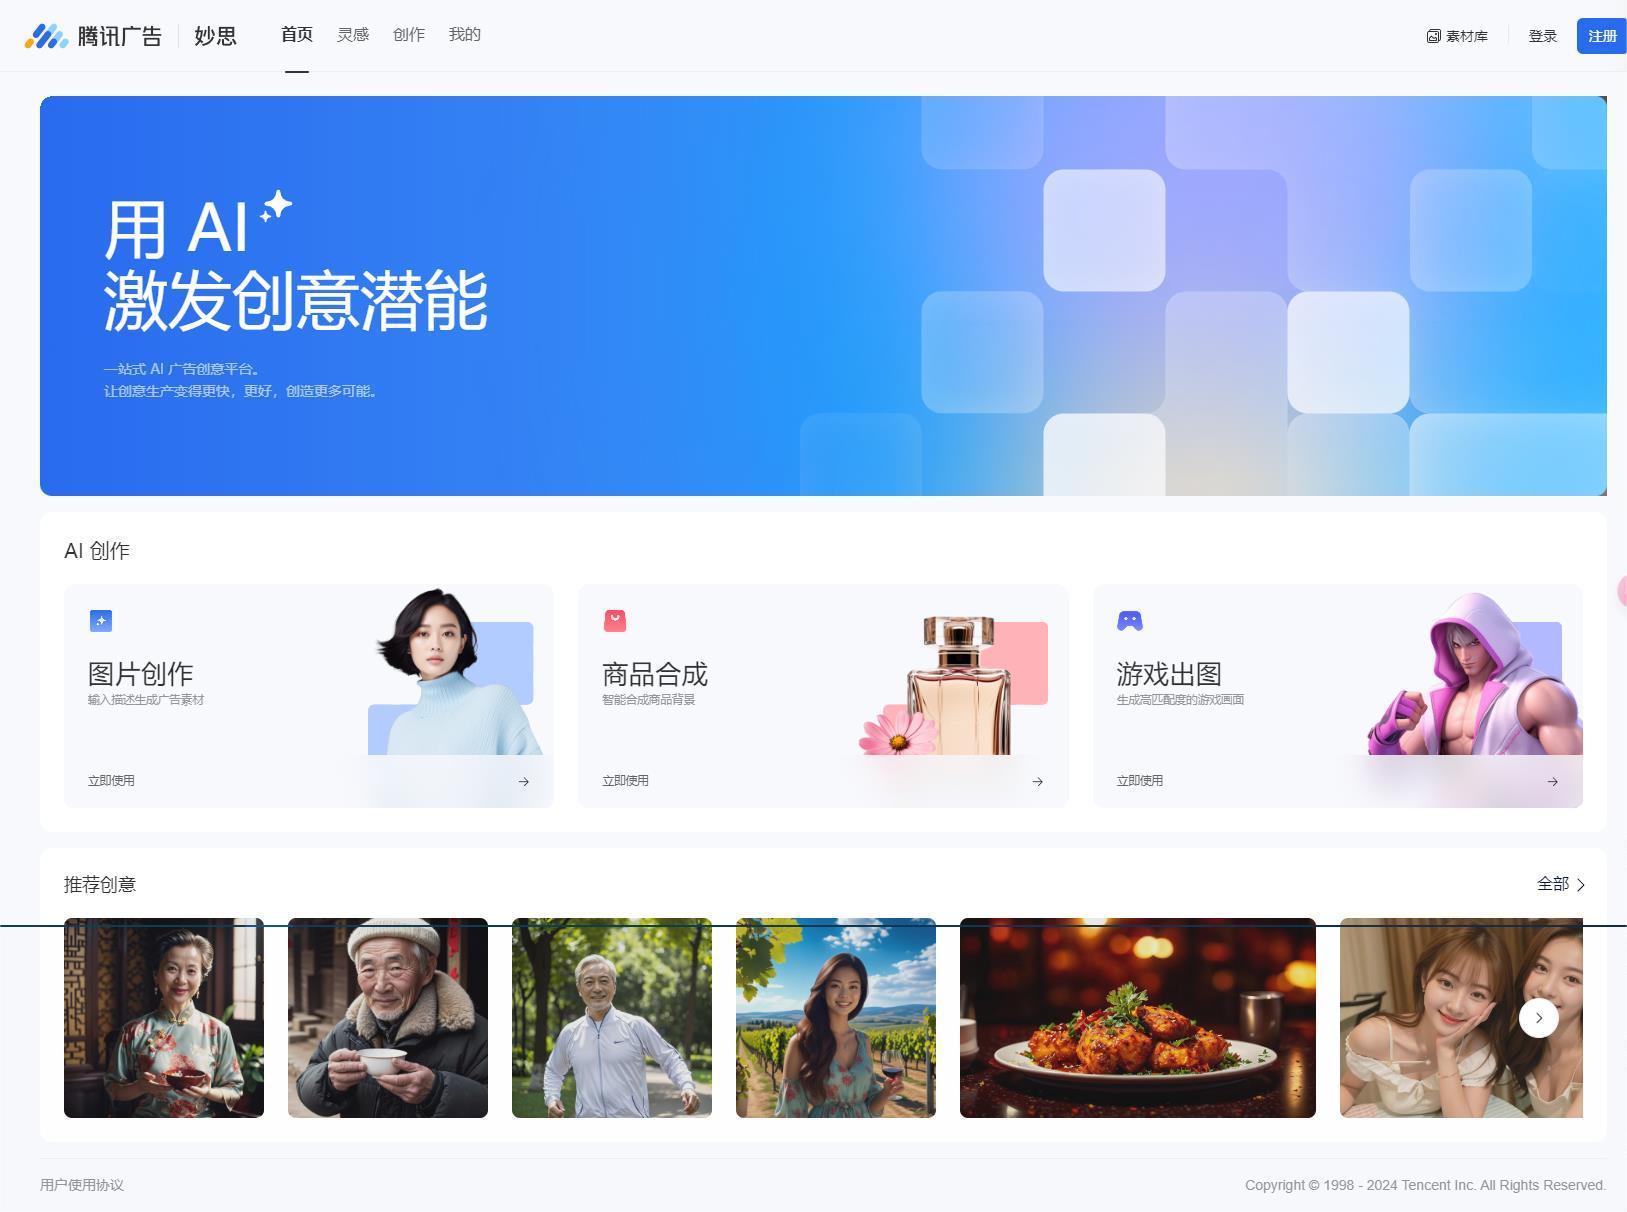 腾讯广告 妙思 首页 灵感 创作 我的 素材库 登录 注册
用 AI
激发创意潜能
一站式 AI 广告创意平台。
让创意生产变得更快，更好，创造更多可能。
AI 创作
图片创作
输入描述生成广告素材
立即使用
商品合成
智能合成商品背景
立即使用
游戏出图
生成高匹配度的游戏画面
立即使用
推荐创意 全部
用户使用协议 Copyright © 1998 - 2024 Tencent Inc. All Rights Reserved.